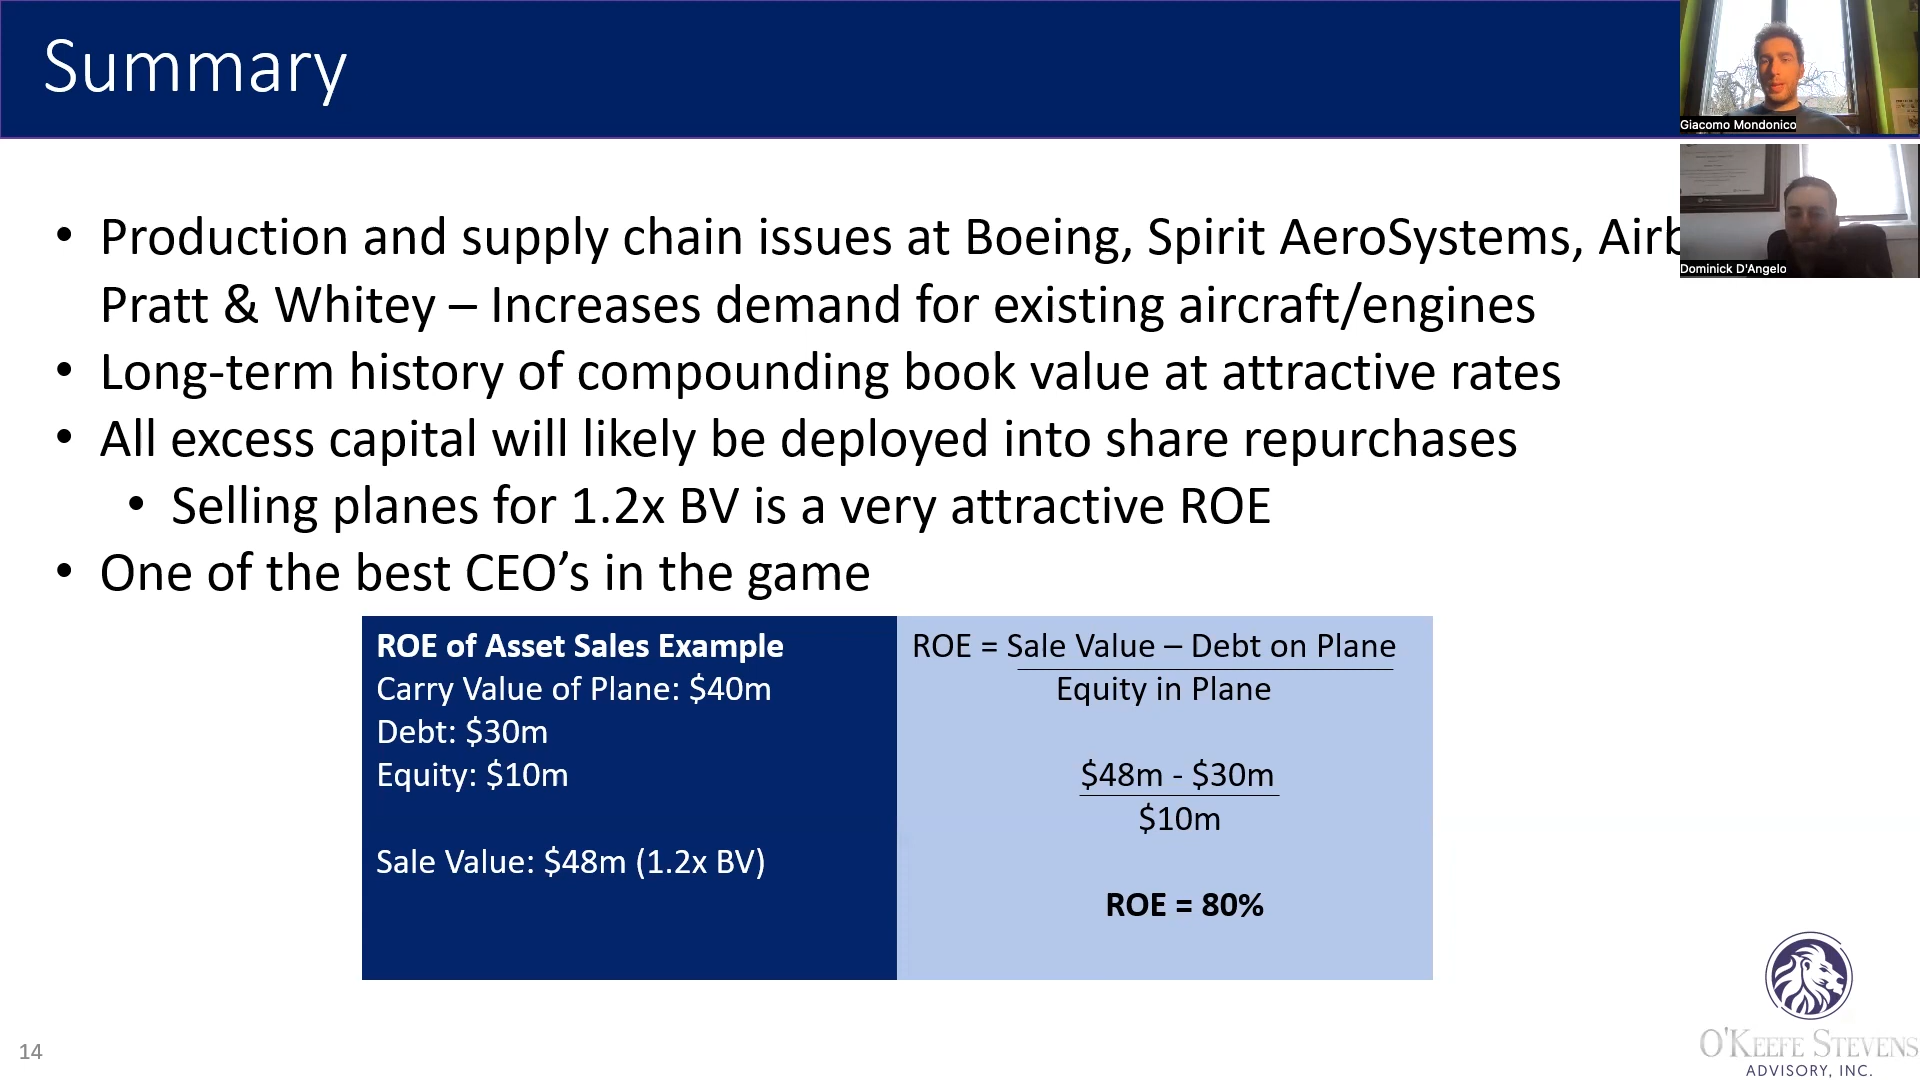 Summary
Giacomo Mondonico
Dominick D'Angelo
• Production and supply chain issues at Boeing, Spirit AeroSystems,
Pratt & Whitey – Increases demand for existing aircraft/engines
• Long-term history of compounding book value at attractive rates
• All excess capital will likely be deployed into share repurchases
• Selling planes for 1.2x BV is a very attractive ROE
• One of the best CEO’s in the game
ROE of Asset Sales Example
Carry Value of Plane: $40m
Debt: $30m
Equity: $10m
Sale Value: $48m (1.2x BV)
ROE = Sale Value – Debt on Plane
Equity in Plane
$48m - $30m
$10m
ROE = 80%
14
O'KEEFE STEVENS
ADVISORY, INC.